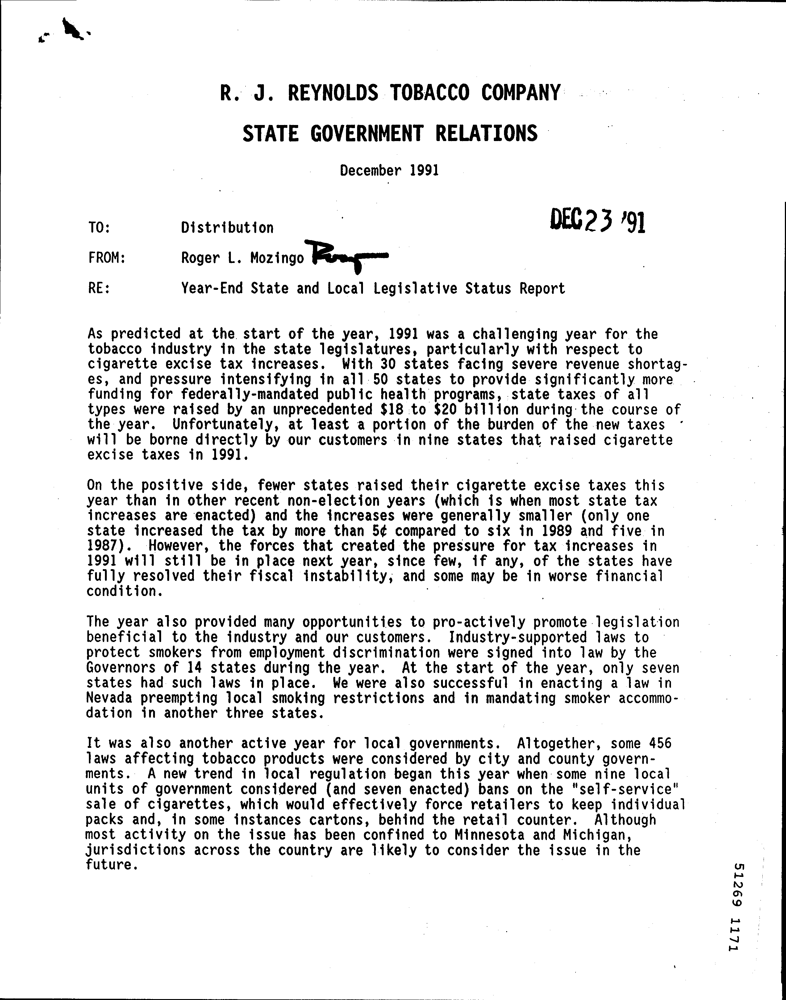 R. J. REYNOLDS TOBACCO COMPANY
STATE GOVERNMENT RELATIONS
December 1991
DEC 23 '91
TO: Distribution
FROM: Roger L. Mozingo
RE: Year-End State and Local Legislative Status Report
As predicted at the start of the year, 1991 was a challenging year for the
tobacco industry in the state legislatures, particularly with respect to
cigarette excise tax increases. With 30 states facing severe revenue shortag-
es, and pressure intensifying in all 50 states to provide significantly more
funding for federally-mandated public health programs, state taxes of all
types were raised by an unprecedented $18 to $20 billion during the course of
the year. Unfortunately, at least a portion of the burden of the new taxes
will be borne directly by our customers in nine states that raised cigarette
excise taxes in 1991.
On the positive side, fewer states raised their cigarette excise taxes this
year than in other recent non-election years (which is when most state tax
increases are enacted) and the increases were generally smaller (only one
state increased the tax by more than 5¢ compared to six in 1989 and five in
1987). However, the forces that created the pressure for tax increases in
1991 will still be in place next year, since few, if any, of the states have
fully resolved their fiscal instability, and some may be in worse financial
condition.
The year also provided many opportunities to pro-actively promote legislation
beneficial to the industry and our customers. Industry-supported laws to
protect smokers from employment discrimination were signed into law by the
Governors of 14 states during the year. At the start of the year, only seven
states had such laws in place. We were also successful in enacting a law in
Nevada preempting local smoking restrictions and in mandating smoker accommo-
dation in another three states.
It was also another active year for local governments. Altogether, some 456
laws affecting tobacco products were considered by city and county govern-
ments. A new trend in local regulation began this year when some nine local
units of government considered (and seven enacted) bans on the "self-service"
sale of cigarettes, which would effectively force retailers to keep individual
packs and, in some instances cartons, behind the retail counter. Although
most activity on the issue has been confined to Minnesota and Michigan,
jurisdictions across the country are likely to consider the issue in the
future.
51269 1171